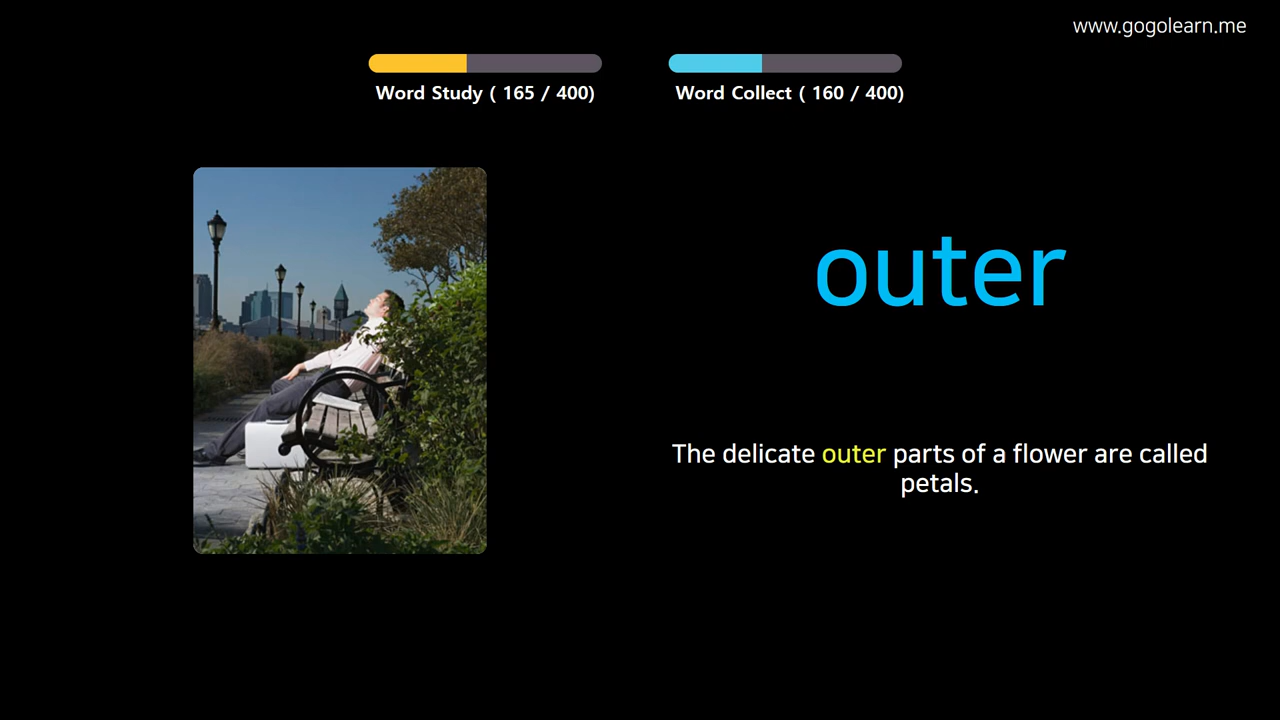 www.gogolearn.me
Word Study ( 165 / 400)
Word Collect ( 160 / 400)
outer
The delicate outer parts of a flower are called
petals.